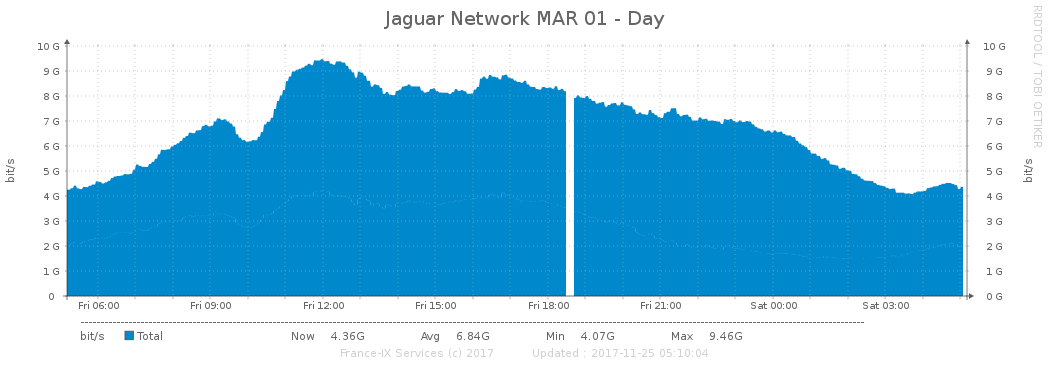 Jaguar Network MAR 01 - Day
RRDTOOL / TOBI OETIKER
10 G 10 G
9 G 9 G
8 G 8 G
7 G 7 G
6 G 6 G
5 G 5 G
4 G 4 G
3 G 3 G
2 G 2 G
1 G 1 G
0 0 G
bit/s bit/s
Fri 06:00 Fri 09:00 Fri 12:00 Fri 15:00 Fri 18:00 Fri 21:00 Sat 00:00 Sat 03:00
bit/s Total Now 4.36G Avg 6.84G Min 4.07G Max 9.46G
France-IX Services (c) 2017 Updated : 2017-11-25 05:10:04